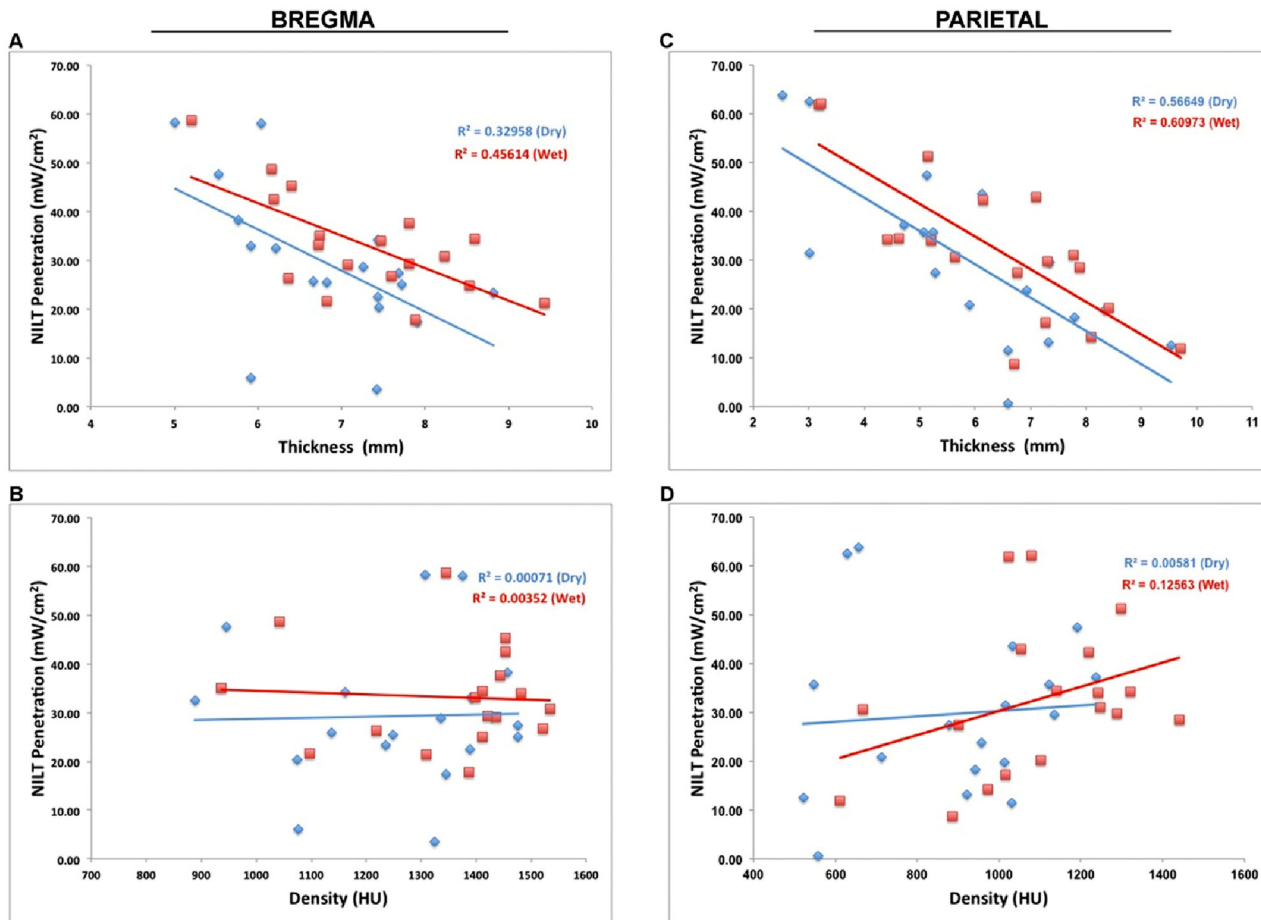 BREGMA
PARIETAL
A
70.00
60.00
50.00
40.00
30.00
20.00
10.00
0.00
NILT Penetration (mW/cm²)
R² = 0.32958 (Dry)
R² = 0.45614 (Wet)
4 5 6 7 8 9 10
Thickness (mm)
C
70.00
60.00
50.00
40.00
30.00
20.00
10.00
0.00
NILT Penetration (mW/cm²)
R² = 0.56649 (Dry)
R² = 0.60973 (Wet)
2 3 4 5 6 7 8 9 10 11
Thickness (mm)
B
70.00
60.00
50.00
40.00
30.00
20.00
10.00
0.00
NILT Penetration (mW/cm²)
R² = 0.00071 (Dry)
R² = 0.00352 (Wet)
700 800 900 1000 1100 1200 1300 1400 1500 1600
Density (HU)
D
70.00
60.00
50.00
40.00
30.00
20.00
10.00
0.00
NILT Penetration (mW/cm²)
R² = 0.00581 (Dry)
R² = 0.12563 (Wet)
400 600 800 1000 1200 1400 1600
Density (HU)